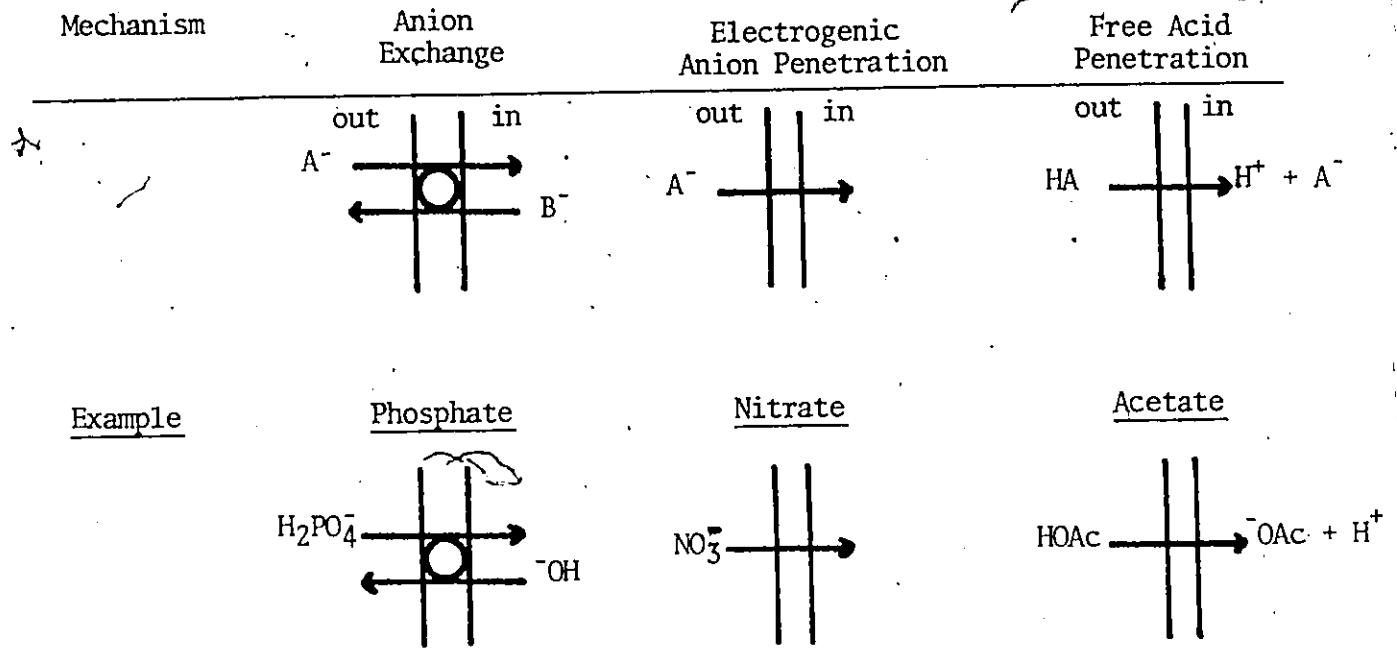 Mechanism Anion Exchange Electrogenic Anion Penetration Free Acid Penetration
out in out in out in
A⁻ B⁻ A⁻ HA H⁺ + A⁻
Example Phosphate Nitrate Acetate
H₂PO₄⁻ ⁻OH NO₃⁻ HOAc ⁻OAc + H⁺